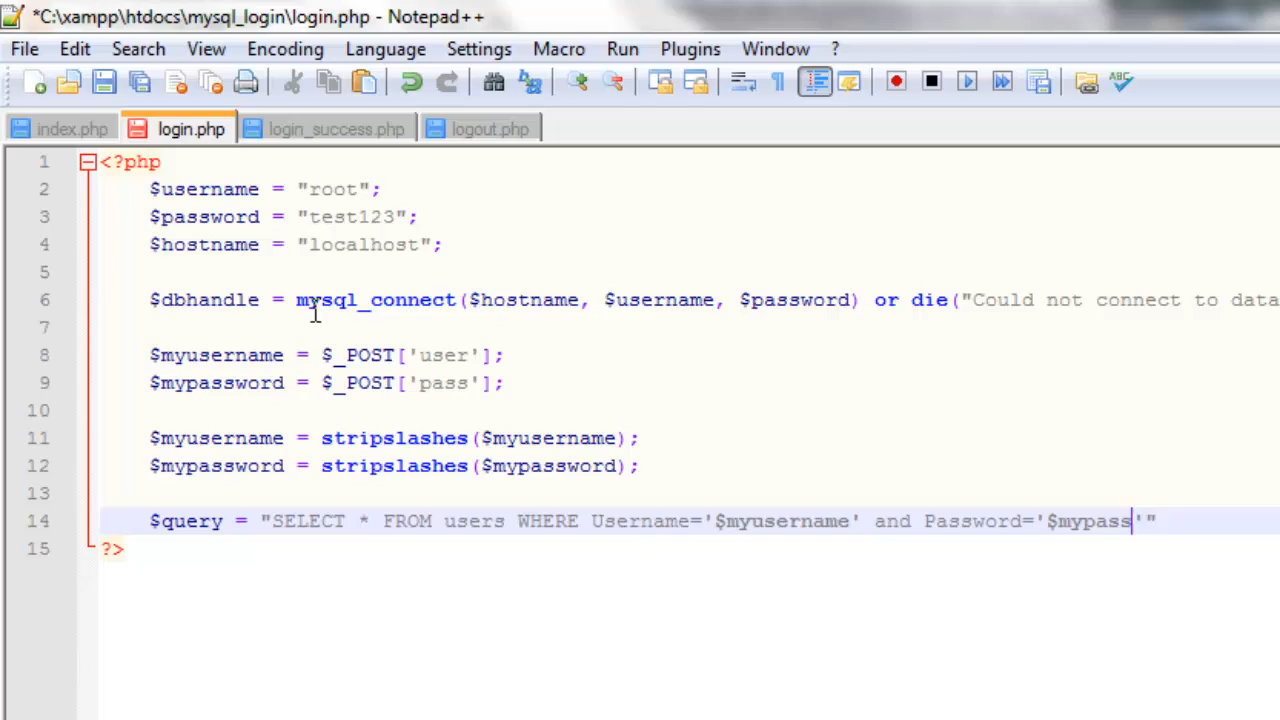 *C:\xampp\htdocs\mysql_login\login.php - Notepad++
File Edit Search View Encoding Language Settings Macro Run Plugins Window ?
ABC
index.php login.php login_success.php logout.php
1 <?php
2 $username = "root";
3 $password = "test123";
4 $hostname = "localhost";
5
6 $dbhandle = mysql_connect($hostname, $username, $password) or die("Could not connect to data
7
8 $myusername = $_POST['user'];
9 $mypassword = $_POST['pass'];
10
11 $myusername = stripslashes($myusername);
12 $mypassword = stripslashes($mypassword);
13
14 $query = "SELECT * FROM users WHERE Username='$myusername' and Password='$mypass'"
15 ?>